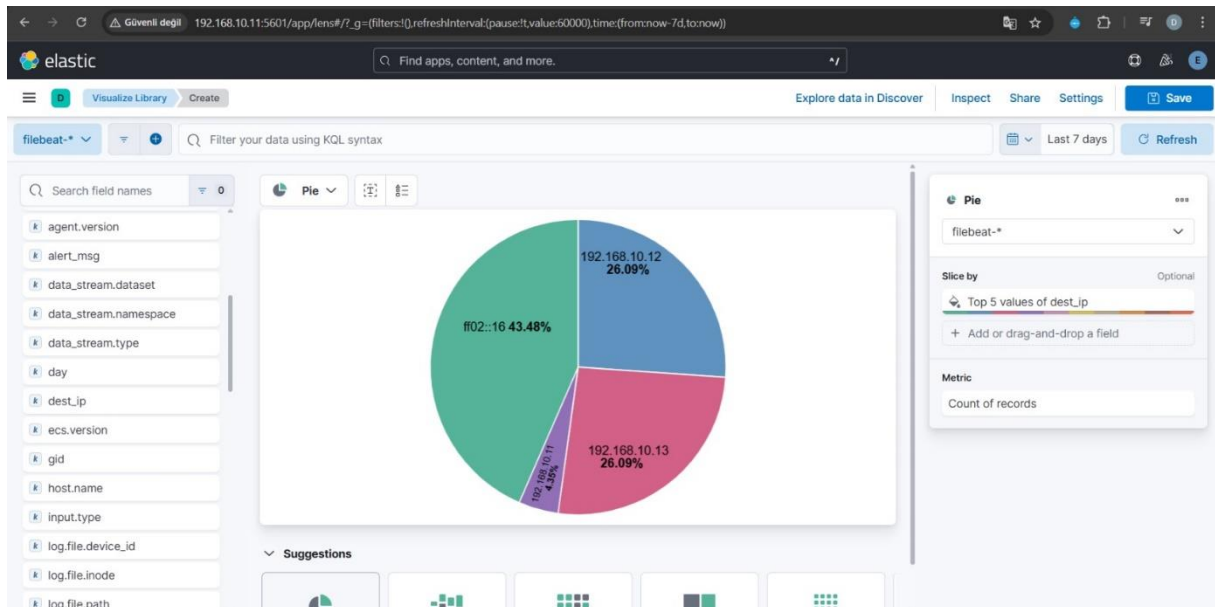 Güvenli değil 192.168.10.11:5601/app/lens#/?_g=(filters:!(),refreshInterval:(pause:!t,value:60000),time:(from:now-7d,to:now))
D
elastic
Find apps, content, and more.
^/
E
D Visualize Library Create
Explore data in Discover Inspect Share Settings Save
filebeat-*
Filter your data using KQL syntax
Last 7 days Refresh
Search field names 0
agent.version
alert_msg
data_stream.dataset
data_stream.namespace
data_stream.type
day
dest_ip
ecs.version
gid
host.name
input.type
log.file.device_id
log.file.inode
log.file.path
Pie
192.168.10.12
26.09%
ff02::16 43.48%
192.168.10.13
26.09%
192.168.10.11
4.35%
Suggestions
Pie
filebeat-*
Slice by Optional
Top 5 values of dest_ip
+ Add or drag-and-drop a field
Metric
Count of records